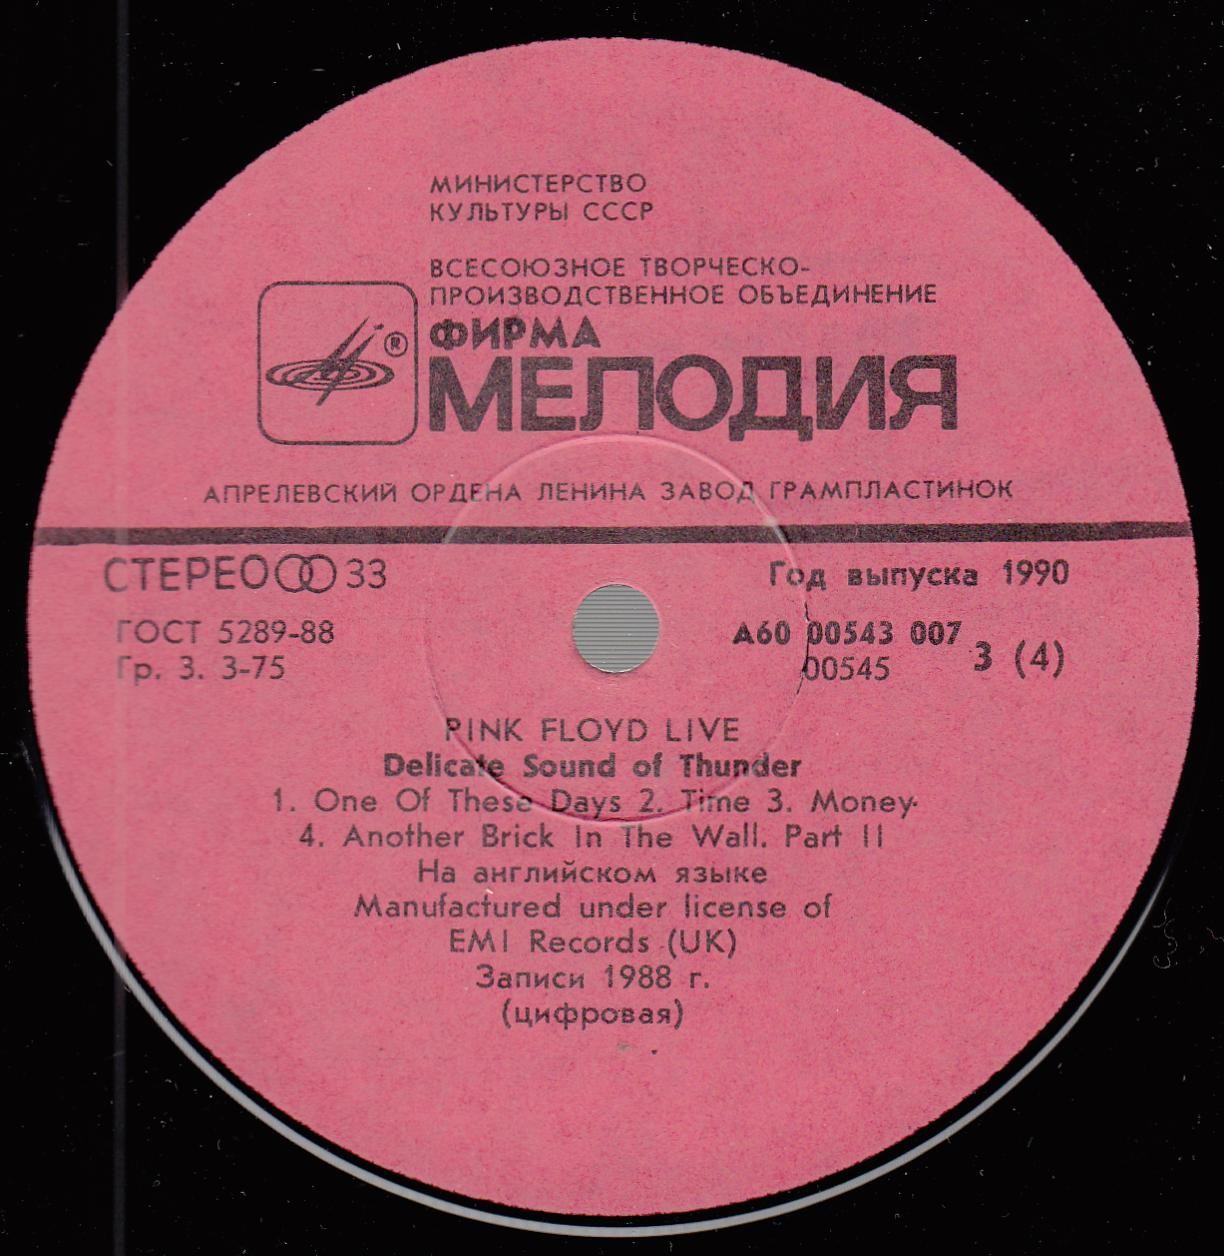 МИНИСТЕРСТВО
КУЛЬТУРЫ СССР
ВСЕСОЮЗНОЕ ТВОРЧЕСКО-
ПРОИЗВОДСТВЕННОЕ ОБЪЕДИНЕНИЕ
ФИРМА
®
МЕЛОДИЯ
АПРЕЛЕВСКИЙ ОРДЕНА ЛЕНИНА ЗАВОД ГРАМПЛАСТИНОК
СТЕРЕО 33
Год выпуска 1990
ГОСТ 5289-88
А60 00543 007
Гр. 3. 3-75
00545
3 (4)
PINK FLOYD LIVE
Delicate Sound of Thunder
1. One Of These Days 2. Time 3. Money
4. Another Brick In The Wall. Part II
На английском языке
Manufactured under license of
EMI Records (UK)
Записи 1988 г.
(цифровая)